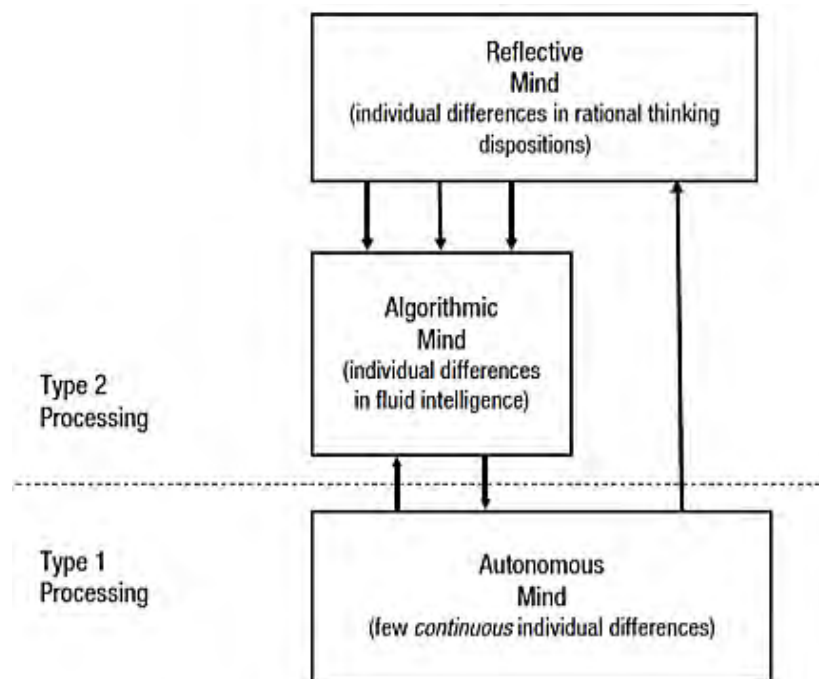 Reflective
Mind
(individual differences in rational thinking
dispositions)
Algorithmic
Mind
(individual differences
in fluid intelligence)
Type 2
Processing
Type 1
Processing
Autonomous
Mind
(few continuous individual differences)